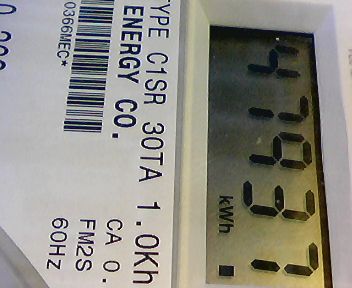 kWh
TYPE C1SR 30TA 1.0Kh
ENERGY CO. CA 0.
FM2S
60Hz
0366MEC*